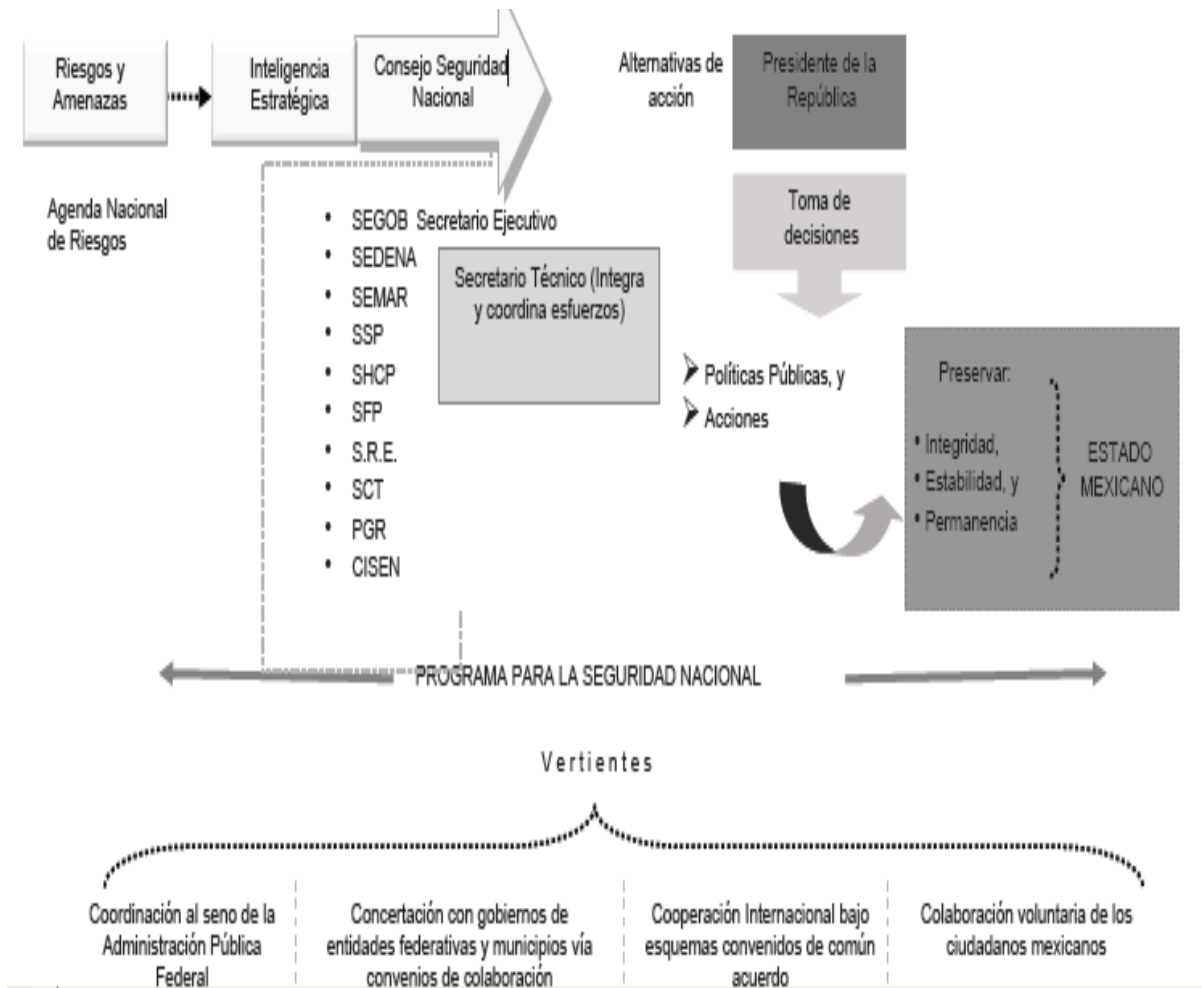 Riesgos y
Amenazas
Inteligencia
Estratégica
Consejo Seguridad
Nacional
Alternativas de
acción
Presidente de la
República
Agenda Nacional
de Riesgos
• SEGOB Secretario Ejecutivo
• SEDENA
• SEMAR
• SSP
• SHCP
• SFP
• S.R.E.
• SCT
• PGR
• CISEN
Secretario Técnico (Integra
y coordina esfuerzos)
Toma de
decisiones
Políticas Públicas, y
Acciones
Preservar:
• Integridad,
• Estabilidad, y
• Permanencia
ESTADO
MEXICANO
PROGRAMA PARA LA SEGURIDAD NACIONAL
Vertientes
Coordinación al seno de la
Administración Pública
Federal
Concertación con gobiernos de
entidades federativas y municipios vía
convenios de colaboración
Cooperación Internacional bajo
esquemas convenidos de común
acuerdo
Colaboración voluntaria de los
ciudadanos mexicanos